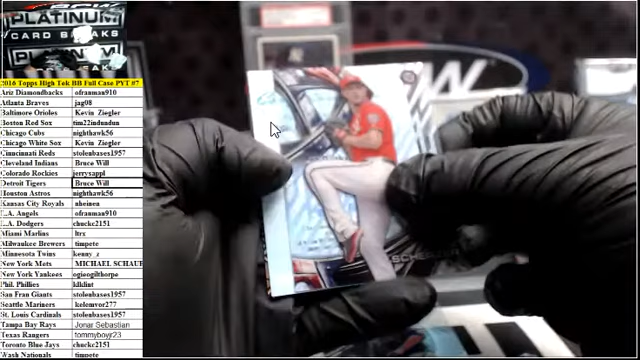 PLATINUM
CARD BREAKS
PLATINUM
2016 Topps High Tek BB Full Case PYT #7
Ariz Diamondbacks ofranman910
Atlanta Braves jag08
Baltimore Orioles Kevin Ziegler
Boston Red Sox tim22indundun
Chicago Cubs nighthawk56
Chicago White Sox Kevin Ziegler
Cincinnati Reds stolenbases1957
Cleveland Indians Bruce Will
Colorado Rockies jerrysappl
Detroit Tigers Bruce Will
Houston Astros nighthawk56
Kansas City Royals nheinen
L.A. Angels ofranman910
L.A. Dodgers chuckc2151
Miami Marlins ltrx
Milwaukee Brewers timpete
Minnesota Twins kenny_z
New York Mets MICHAEL SCHAUF
New York Yankees ogieogilthorpe
Phil. Phillies klklint
San Fran Giants stolenbases1957
Seattle Mariners kelemvor277
St. Louis Cardinals stolenbases1957
Tampa Bay Rays Jonar Sebastian
Texas Rangers tommyboyjr23
Toronto Blue Jays chuckc2151
Wash Nationals timpete